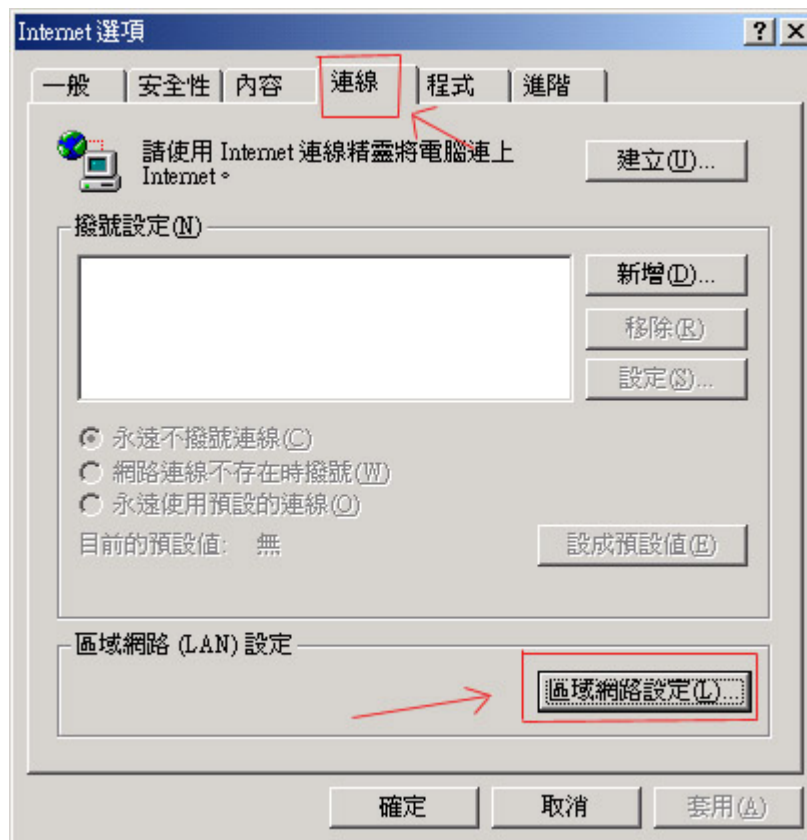 Internet 選項
一般 安全性 內容 連線 程式 進階
請使用 Internet 連線精靈將電腦連上
Internet。
建立(U)...
撥號設定(N)
新增(D)...
移除(R)
設定(S)...
永遠不撥號連線(C)
網路連線不存在時撥號(W)
永遠使用預設的連線(O)
目前的預設值: 無
設成預設值(E)
區域網路 (LAN) 設定
區域網路設定(L)...
確定 取消 套用(A)